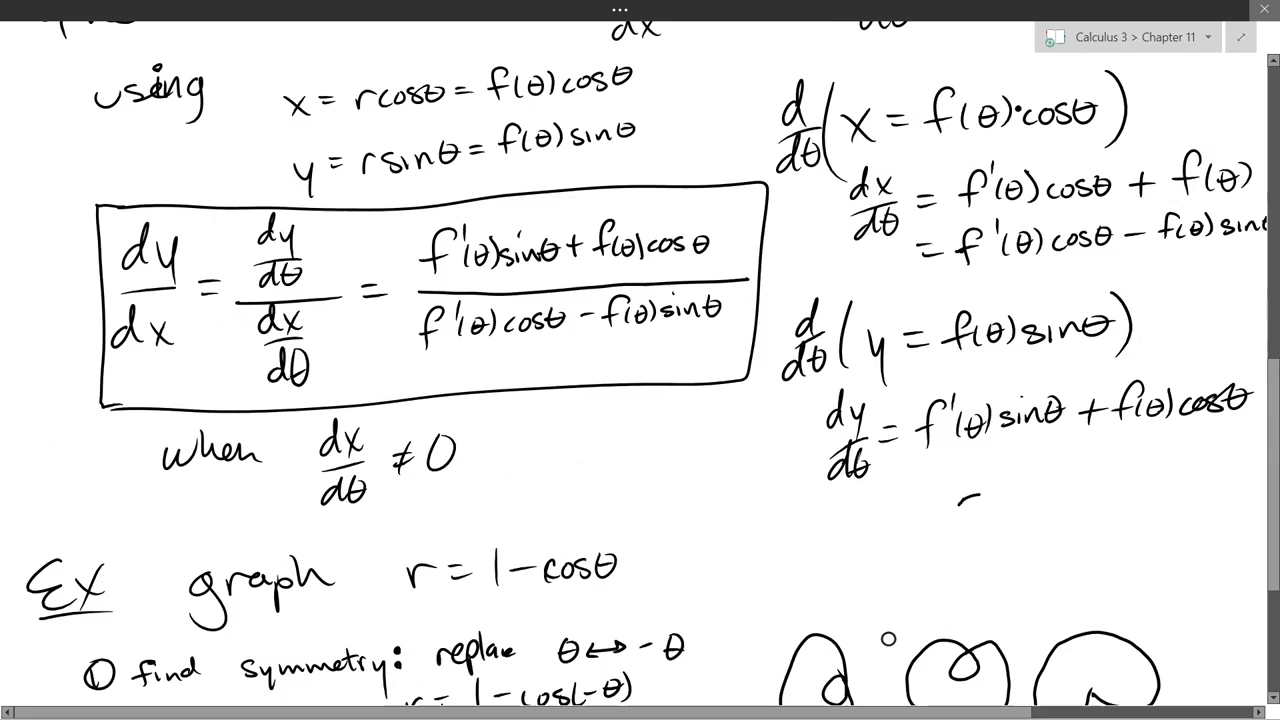 Calculus 3 > Chapter 11
using x = rcosθ = f(θ)cosθ
y = rsinθ = f(θ)sinθ
dy/dx = (dy/dθ)/(dx/dθ) = (f'(θ)sinθ + f(θ)cosθ)/(f'(θ)cosθ - f(θ)sinθ)
when dx/dθ ≠ 0
d/dθ (x = f(θ)·cosθ)
dx/dθ = f'(θ)cosθ + f(θ)
= f'(θ)cosθ - f(θ)sin
d/dθ (y = f(θ)sinθ)
dy/dθ = f'(θ)sinθ + f(θ)cosθ
Ex graph r = 1 - cosθ
① find symmetry: replace θ ↔ -θ
r = 1 - cos(-θ)